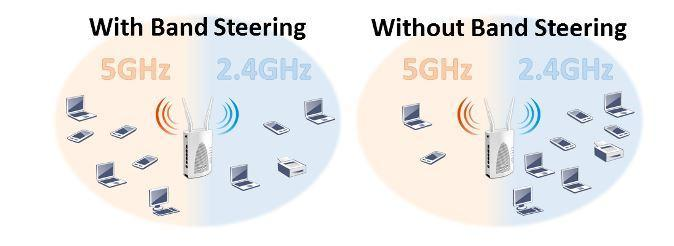 With Band Steering
5GHz 2.4GHz
Without Band Steering
5GHz 2.4GHz